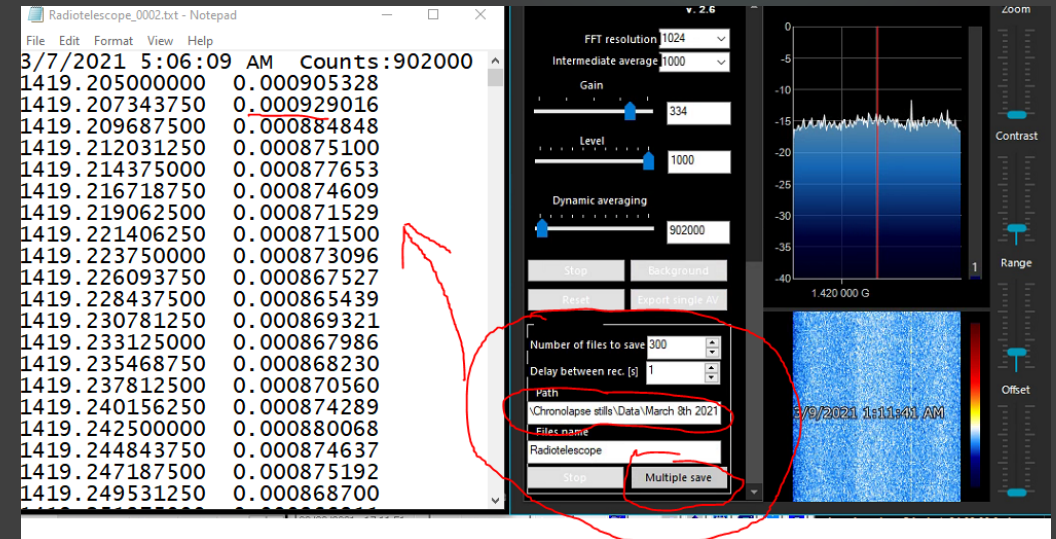 Radiotelescope_0002.txt - Notepad
File Edit Format View Help
3/7/2021 5:06:09 AM Counts:902000
1419.205000000 0.000905328
1419.207343750 0.000929016
1419.209687500 0.000884848
1419.212031250 0.000875100
1419.214375000 0.000877653
1419.216718750 0.000874609
1419.219062500 0.000871529
1419.221406250 0.000871500
1419.223750000 0.000873096
1419.226093750 0.000867527
1419.228437500 0.000865439
1419.230781250 0.000869321
1419.233125000 0.000867986
1419.235468750 0.000868230
1419.237812500 0.000870560
1419.240156250 0.000874289
1419.242500000 0.000880068
1419.244843750 0.000874637
1419.247187500 0.000875192
1419.249531250 0.000868700
v. 2.6
FFT resolution 1024
Intermediate average 1000
Gain
334
Level
1000
Dynamic averaging
902000
Stop Background
Reset Export single AV
Number of files to save 300
Delay between rec. [s] 1
Path
\Chronolapse stills\Data\March 8th 2021
Files name
Radiotelescope
Stop Multiple save
0
-5
-10
-15
-20
-25
-30
-35
-40
1
1.420 000 G
3/9/2021 1:11:41 AM
Zoom
Contrast
Range
Offset